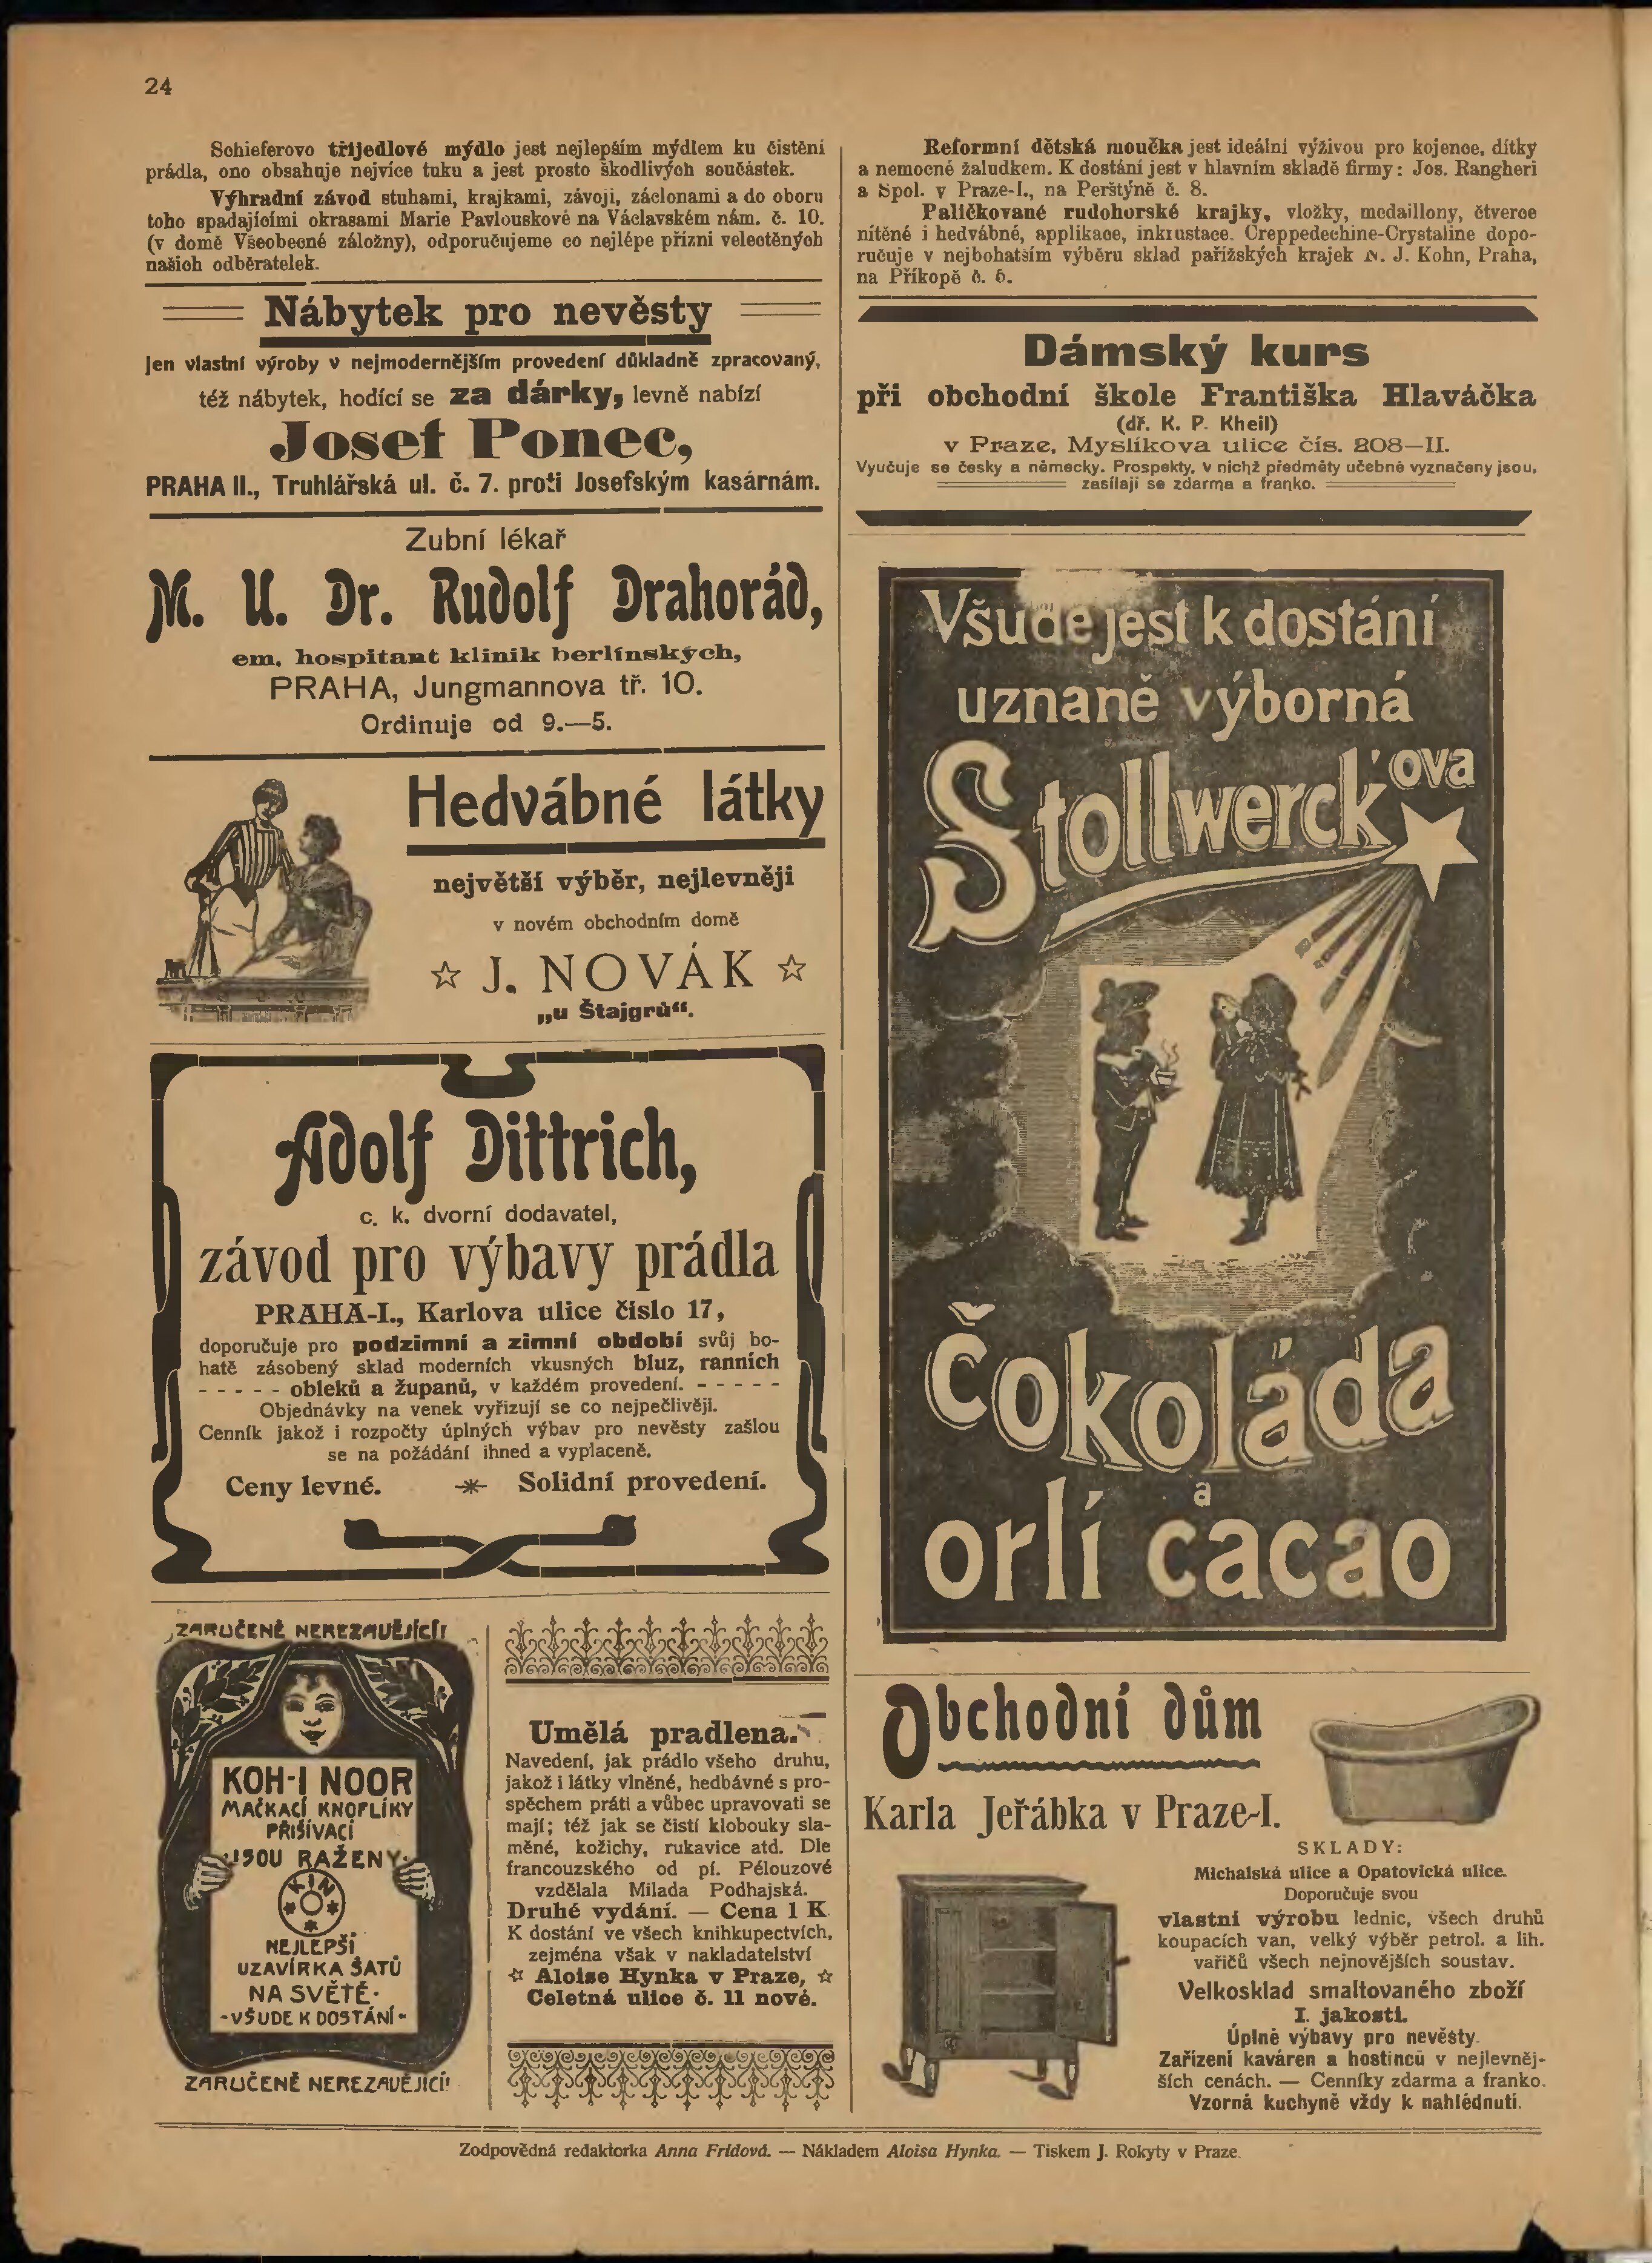 24
Schieferovo třijedlové mýdlo jest nejlepším mýdlem ku čistění
prádla, ono obsahuje nejvíce tuku a jest prosto škodlivých součástek.
Výhradní závod stuhami, krajkami, závoji, záclonami a do oboru
toho spadajícími okrasami Marie Pavlouskové na Václavském nám. č. 10.
(v domě Všeobecné záložny), odporučujeme co nejlépe přízni velectěných
našich odběratelek.
Nábytek pro nevěsty
jen vlastní výroby v nejmodernějším provedení důkladně zpracovaný,
též nábytek, hodící se za dárky, levně nabízí
Josef Ponec,
PRAHA II., Truhlářská ul. č. 7. proti Josefským kasárnám.
Zubní lékař
M. U. Dr. Rudolf Drahorád,
em. hospitant klinik berlínských,
PRAHA, Jungmannova tř. 10.
Ordinuje od 9.—5.
Hedvábné látky
největší výběr, nejlevněji
v novém obchodním domě
☆ J. NOVÁK ☆
„u Štajgrů“.
Adolf Dittrich,
c. k. dvorní dodavatel,
závod pro výbavy prádla
PRAHA-I., Karlova ulice číslo 17,
doporučuje pro podzimní a zimní období svůj bo-
hatě zásobený sklad moderních vkusných bluz, ranních
- - - - - obleků a županů, v každém provedení. - - - - -
Objednávky na venek vyřizují se co nejpečlivěji.
Cenník jakož i rozpočty úplných výbav pro nevěsty zašlou
se na požádání ihned a vyplaceně.
Ceny levné. Solidní provedení.
ZARUČENĚ NEREZAVĚJÍCÍ!
KOH-I NOOR
MAČKACÍ KNOFLÍKY
PŘIŠÍVACÍ
JSOU RAŽENY
KIN
NEJLEPŠÍ
UZAVÍRKA ŠATŮ
NA SVĚTĚ·
-VŠUDE K DOSTÁNÍ-
ZARUČENĚ NEREZAVĚJÍCÍ!
Umělá pradlena.
Navedení, jak prádlo všeho druhu,
jakož i látky vlněné, hedbávné s pro-
spěchem práti a vůbec upravovati se
mají; též jak se čistí klobouky sla-
měné, kožichy, rukavice atd. Dle
francouzského od pí. Pélouzové
vzdělala Milada Podhajská.
Druhé vydání. — Cena 1 K.
K dostání ve všech knihkupectvích,
zejména však v nakladatelství
☆ Aloise Hynka v Praze, ☆
Celetná ulice č. 11 nové.
Reformní dětská moučka jest ideální výživou pro kojence, dítky
a nemocné žaludkem. K dostání jest v hlavním skladě firmy: Jos. Rangheri
a Spol. v Praze-I., na Perštýně č. 8.
Paličkované rudohorské krajky, vložky, medaillony, čtverce
nítěné i hedvábné, applikace, inkrustace. Creppedechine-Crystaline dopo-
ručuje v nejbohatším výběru sklad pařížských krajek N. J. Kohn, Praha,
na Příkopě č.
Dámský kurs
při obchodní škole Františka Hlaváčka
(dř. K. P. Kheil)
v Praze, Myslíkova ulice čís. 208—II.
Vyučuje se česky a německy. Prospekty, v nichž předměty učebné vyznačeny jsou,
zasílají se zdarma a franko.
Všude jest k dostání
uznaně výborná
Stollwerck'ova
čokoláda
a
orlí cacao
Obchodní dům
Karla Jeřábka v Praze-I.
SKLADY:
Michalská ulice a Opatovická ulice.
Doporučuje svou
vlastní výrobu lednic, všech druhů
koupacích van, velký výběr petrol. a lih.
vařičů všech nejnovějších soustav.
Velkosklad smaltovaného zboží
I. jakosti.
Úplné výbavy pro nevěsty.
Zařízení kaváren a hostinců v nejlevněj-
ších cenách. — Cenníky zdarma a franko.
Vzorná kuchyně vždy k nahlédnutí.
Zodpovědná redaktorka Anna Frídová. — Nákladem Aloisa Hynka. — Tiskem J. Rokyty v Praze.